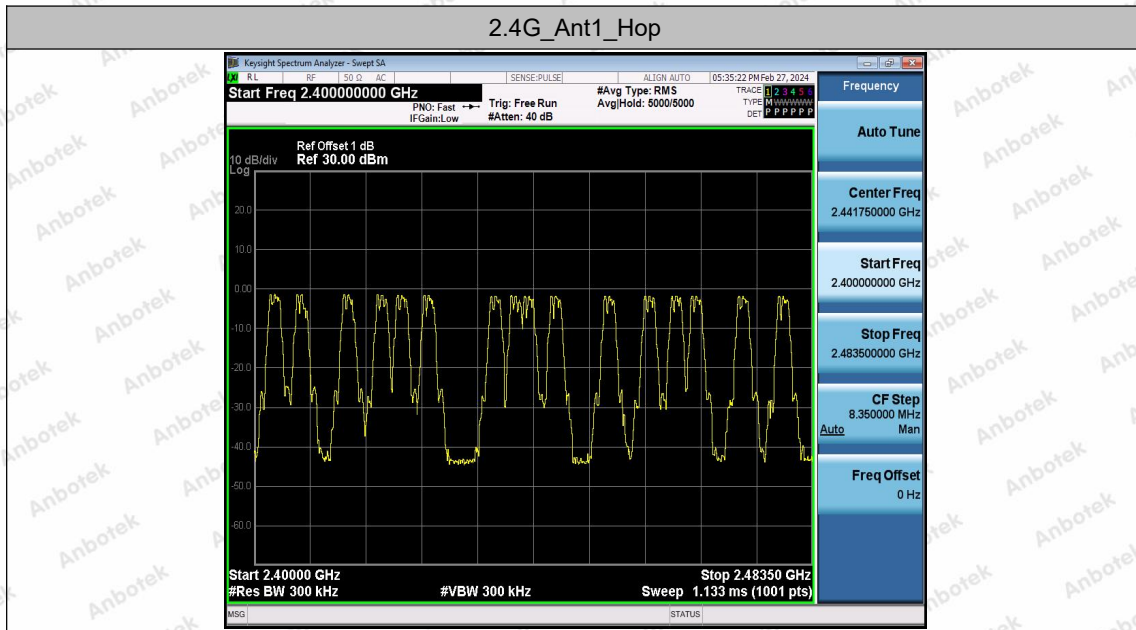 2.4G_Ant1_Hop
Keysight Spectrum Analyzer - Swept SA
LXI RL RF 50 Ω AC SENSE:PULSE ALIGN AUTO 05:35:22 PM Feb 27, 2024
Start Freq 2.400000000 GHz
PNO: Fast
IFGain:Low
Trig: Free Run
#Atten: 40 dB
#Avg Type: RMS
Avg|Hold: 5000/5000
TRACE 1 2 3 4 5 6
TYPE M WWWWW
DET P P P P P P
Ref Offset 1 dB
10 dB/div Ref 30.00 dBm
Log
20.0
10.0
0.00
-10.0
-20.0
-30.0
-40.0
-50.0
-60.0
Start 2.40000 GHz Stop 2.48350 GHz
#Res BW 300 kHz #VBW 300 kHz Sweep 1.133 ms (1001 pts)
MSG STATUS
Frequency
Auto Tune
Center Freq
2.441750000 GHz
Start Freq
2.400000000 GHz
Stop Freq
2.483500000 GHz
CF Step
8.350000 MHz
Auto Man
Freq Offset
0 Hz
Anbotek